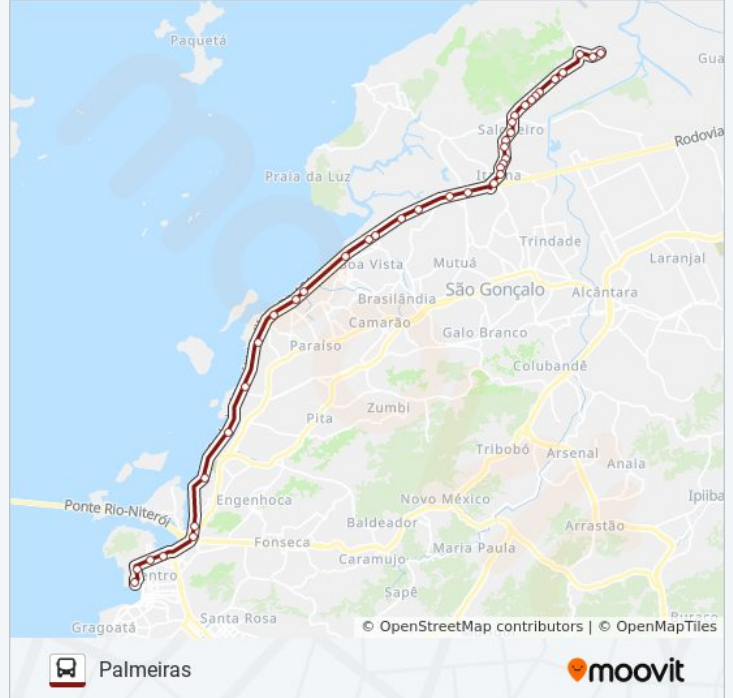 Paquetá
Gua
Salgueiro
Rodovia
Praia da Luz
Itaúna
Trindade
Laranjal
Boa Vista
Mutuá
São Gonçalo
Alcântara
Brasilândia
Camarão
Galo Branco
Paraíso
Colubandê
Zumbi
Pita
Tribobó
Arsenal
Anaia
Ponte Rio-Niterói
Engenhoca
Novo México
Ipiiba
Baldeador
Arrastão
Fonseca
Maria Paula
Caramujo
Centro
Sapê
Santa Rosa
Gragoatá
© OpenStreetMap contributors | © OpenMapTiles
Palmeiras
moovit